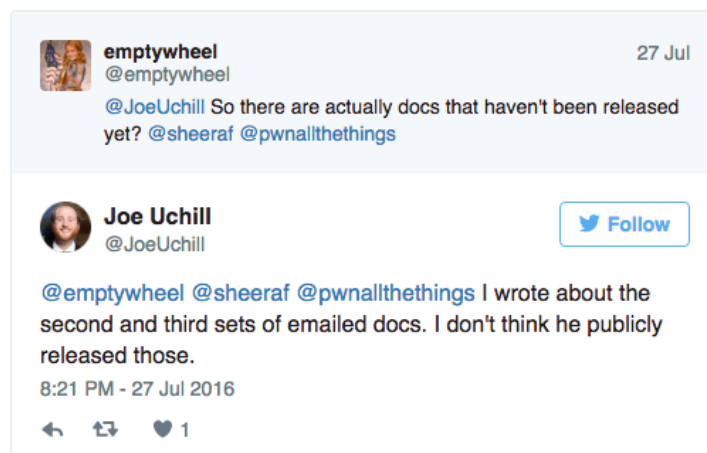 emptywheel
27 Jul
@emptywheel
@JoeUchill So there are actually docs that haven't been released
yet? @sheeraf @pwnallthethings
Joe Uchill
Follow
@JoeUchill
@emptywheel @sheeraf @pwnallthethings I wrote about the
second and third sets of emailed docs. I don't think he publicly
released those.
8:21 PM - 27 Jul 2016
1